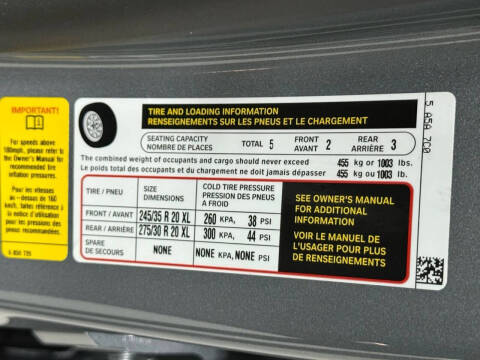 IMPORTANT!
For speeds above
100mph, please refer to
the Owner's Manual for
recommended tire
inflation pressures.
Pour les vitesses
au-dessus de 160
km/h, faites référence à
la notice d'utilisation
pour les pressions des
pneus recommandées.
TIRE AND LOADING INFORMATION
RENSEIGNEMENTS SUR LES PNEUS ET LE CHARGEMENT
SEATING CAPACITY
NOMBRE DE PLACES
TOTAL 5
FRONT
AVANT 2
REAR
ARRIÈRE 3
The combined weight of occupants and cargo should never exceed 455 kg or 1003 lbs.
Le poids total des occupants et du chargement ne doit jamais dépasser 455 kg ou 1003 lb.
TIRE / PNEU
SIZE
DIMENSIONS
COLD TIRE PRESSURE
PRESSION DES PNEUS
A FROID
FRONT / AVANT 245/35 R 20 XL 260 KPA, 38 PSI
REAR / ARRIÈRE 275/30 R 20 XL 300 KPA, 44 PSI
SPARE
DE SECOURS NONE NONE KPA, NONE PSI
SEE OWNER'S MANUAL
FOR ADDITIONAL
INFORMATION
VOIR LE MANUEL DE
L'USAGER POUR PLUS
DE RENSEIGNEMENTS
5 A5A 7C0